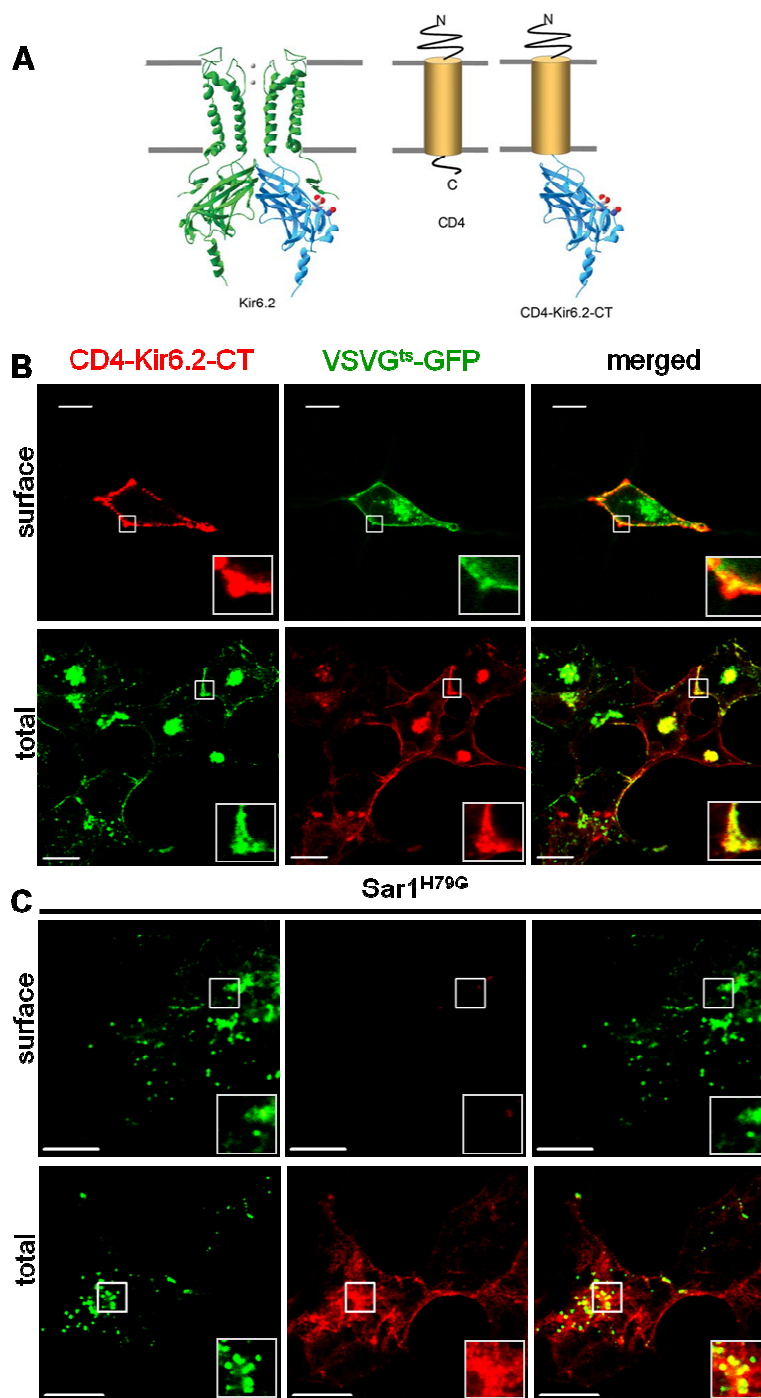 A
N
N
C
CD4
Kir6.2
CD4-Kir6.2-CT
B
CD4-Kir6.2-CT VSVGts-GFP merged
surface
total
C
Sar1H79G
surface
total